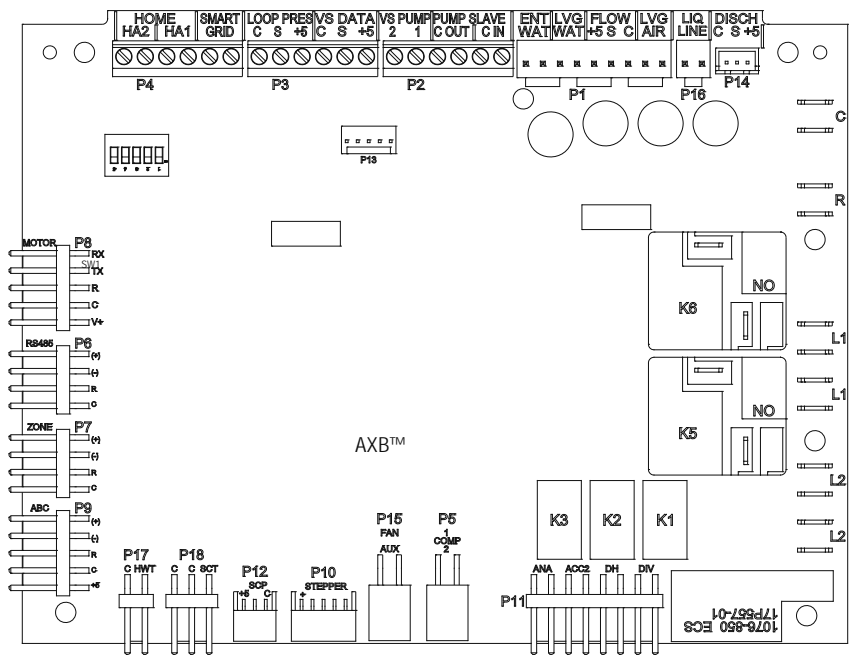 HOME SMART LOOP PRES VS DATA VS PUMP PUMP SLAVE ENT LVG FLOW LVG LIQ DISCH
HA2 HA1 GRID C S +5 C S +5 2 1 C OUT C IN WAT WAT +5 S C AIR LINE C S +5
P4 P3 P2 P1 P16 P14
C
P13
R
MOTOR P8
RX
SW1
TX
R
C
V+
K6 NO
RS485 P6
(+)
(-)
R
C
L1
L1
ZONE P7
(+)
(-)
R
C
AXB™
K5 NO
L2
L2
ABC P9
(+)
(-)
R
C
+5
K3 K2 K1
P17
C HWT
P18
C C SCT
P12
SCP
+5 C
P10
STEPPER
+
P15
FAN
AUX
P5
1
COMP
2
ANA ACC2 DH DIV
P11
1076-850 ECS
17P557-01